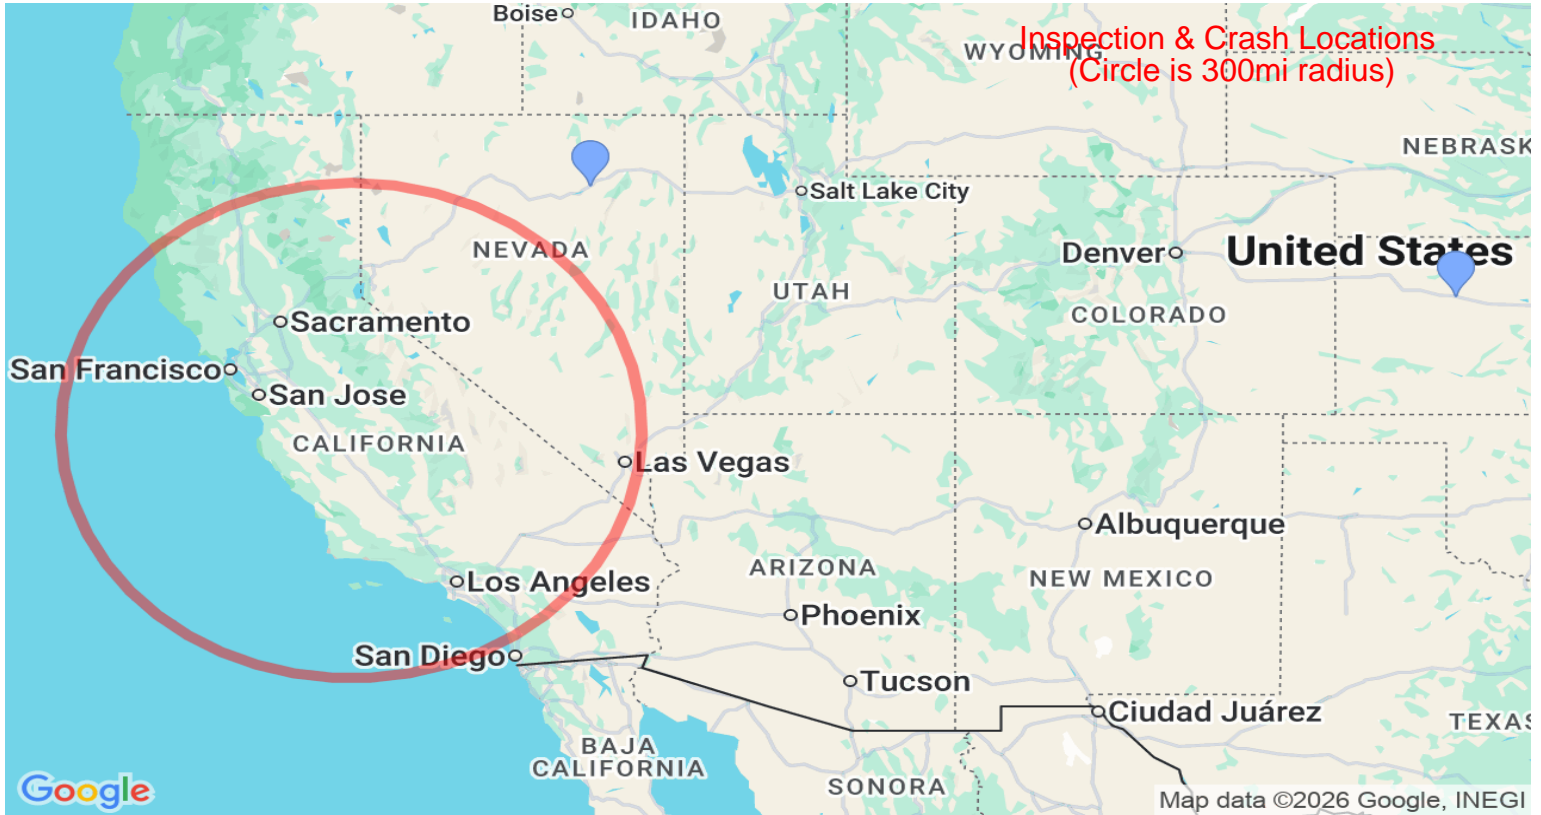 Boise
IDAHO
Inspection & Crash Locations
WYOMING
(Circle is 300mi radius)
NEBRASK
Salt Lake City
NEVADA
Denver
United States
UTAH
COLORADO
Sacramento
San Francisco
San Jose
CALIFORNIA
Las Vegas
Albuquerque
ARIZONA
NEW MEXICO
Los Angeles
Phoenix
San Diego
Tucson
Ciudad Juárez
TEXAS
BAJA
CALIFORNIA
SONORA
Google
Map data ©2026 Google, INEGI